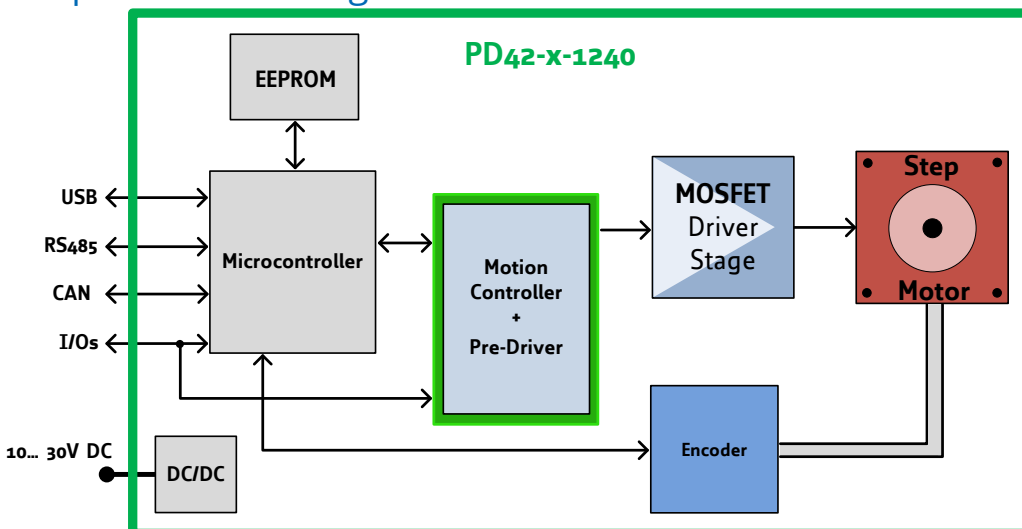 PD42-x-1240
EEPROM
USB
RS485
CAN
I/Os
Microcontroller
Motion
Controller
+
Pre-Driver
MOSFET
Driver
Stage
Step
Motor
Encoder
10... 30V DC
DC/DC